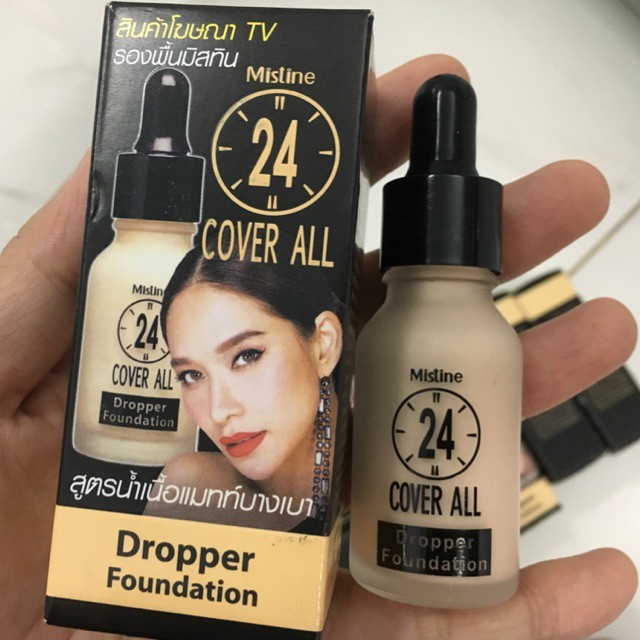 สินค้าโฆษณา TV
รองพื้นมิสทิน
Mistine
24
COVER ALL
Mistine
24
COVER ALL
Dropper
Foundation
สูตรน้ำเนื้อแมทท์บางเบา
Dropper
Foundation
Mistine
24
COVER ALL
Dropper
Foundation